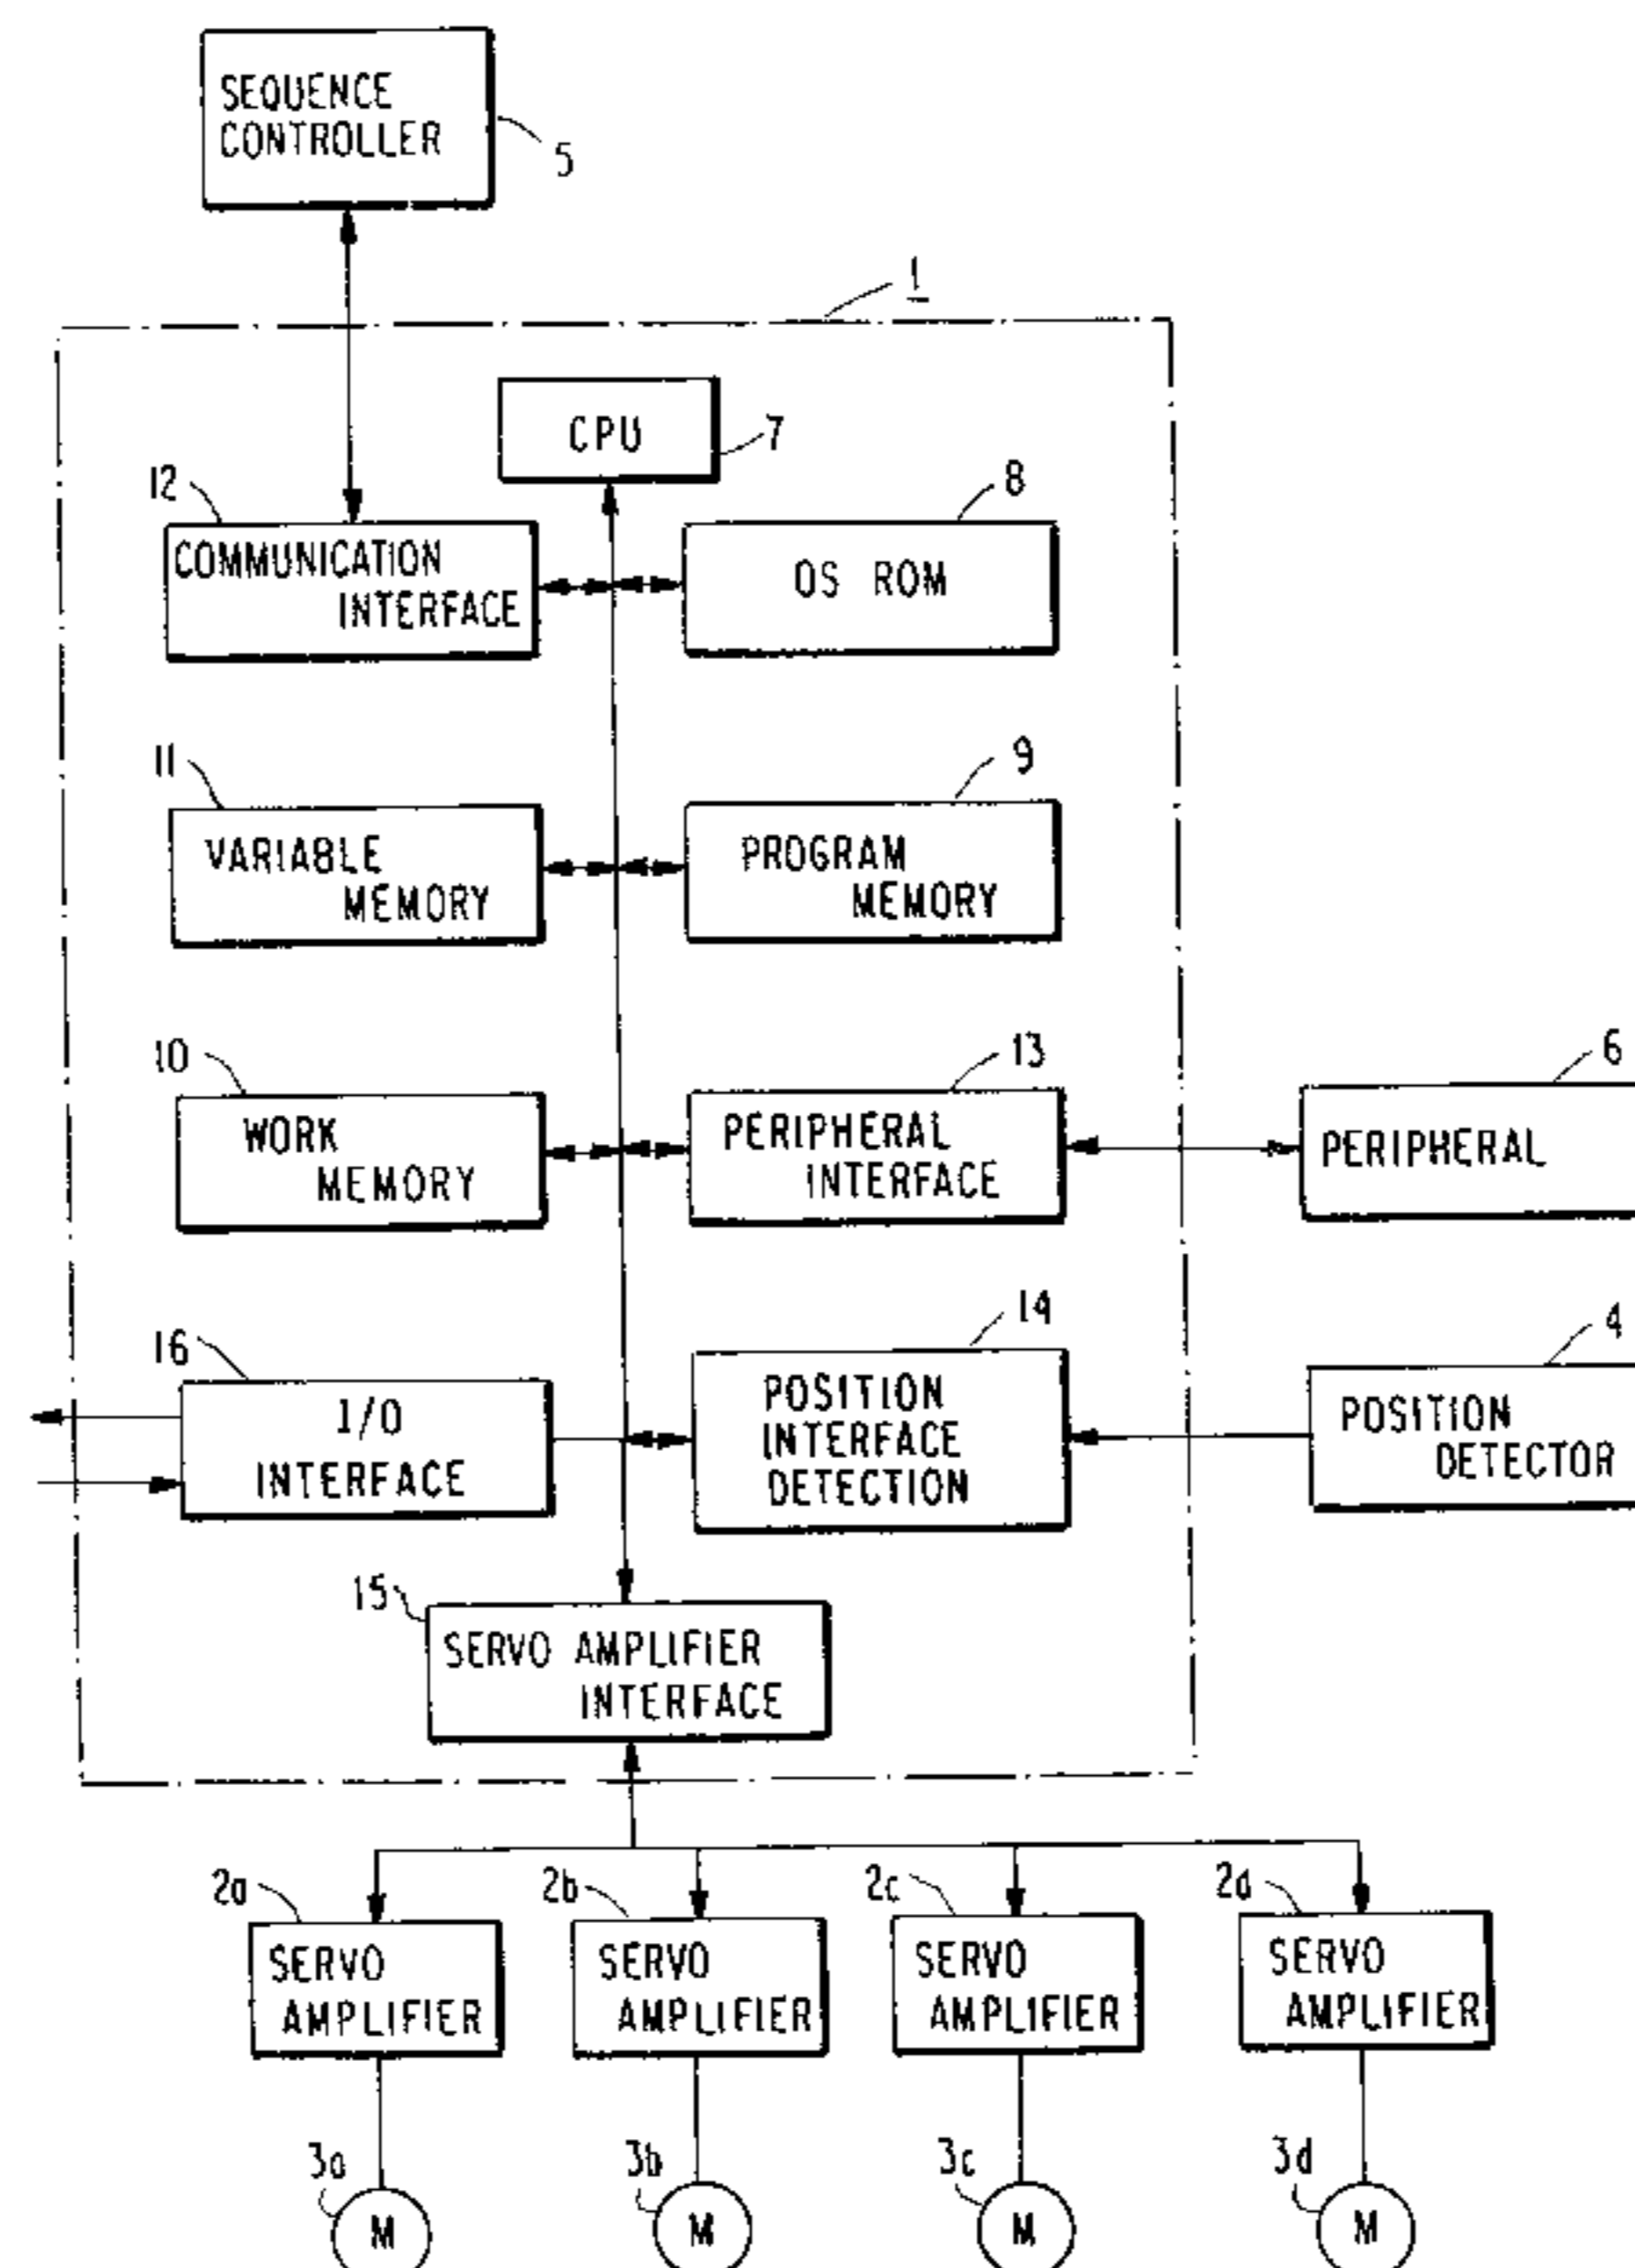 SEQUENCE
CONTROLLER
5
1
CPU
7
12
8
COMMUNICATION
INTERFACE
OS ROM
11
9
VARIABLE
MEMORY
PROGRAM
MEMORY
10
13
6
WORK
MEMORY
PERIPHERAL
INTERFACE
PERIPHERAL
16
14
4
I/O
INTERFACE
POSITION
INTERFACE
DETECTION
POSITION
DETECTOR
15
SERVO AMPLIFIER
INTERFACE
2a
2b
2c
2d
SERVO
AMPLIFIER
SERVO
AMPLIFIER
SERVO
AMPLIFIER
SERVO
AMPLIFIER
3a
3b
3c
3d
M
M
M
M